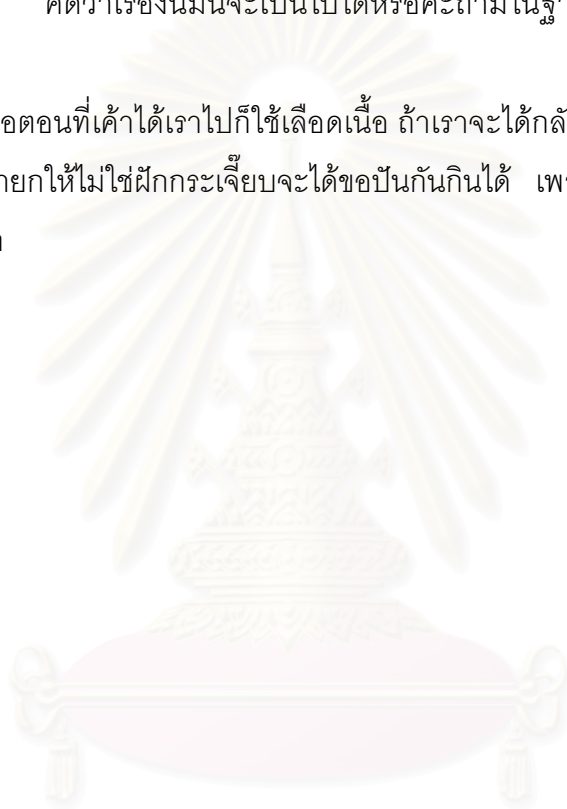 คิดว่าเรื่องนี้มันจะเป็นไปได้หรือคะถ้ามีในฐา
อตอนที่เค้าได้เราไปก็ใช้เลือดเนื้อ ถ้าเราจะได้กลั
ายกให้ไม่ใช่ฝักกระเจี๊ยบจะได้ขอปันกันกินได้ เพร